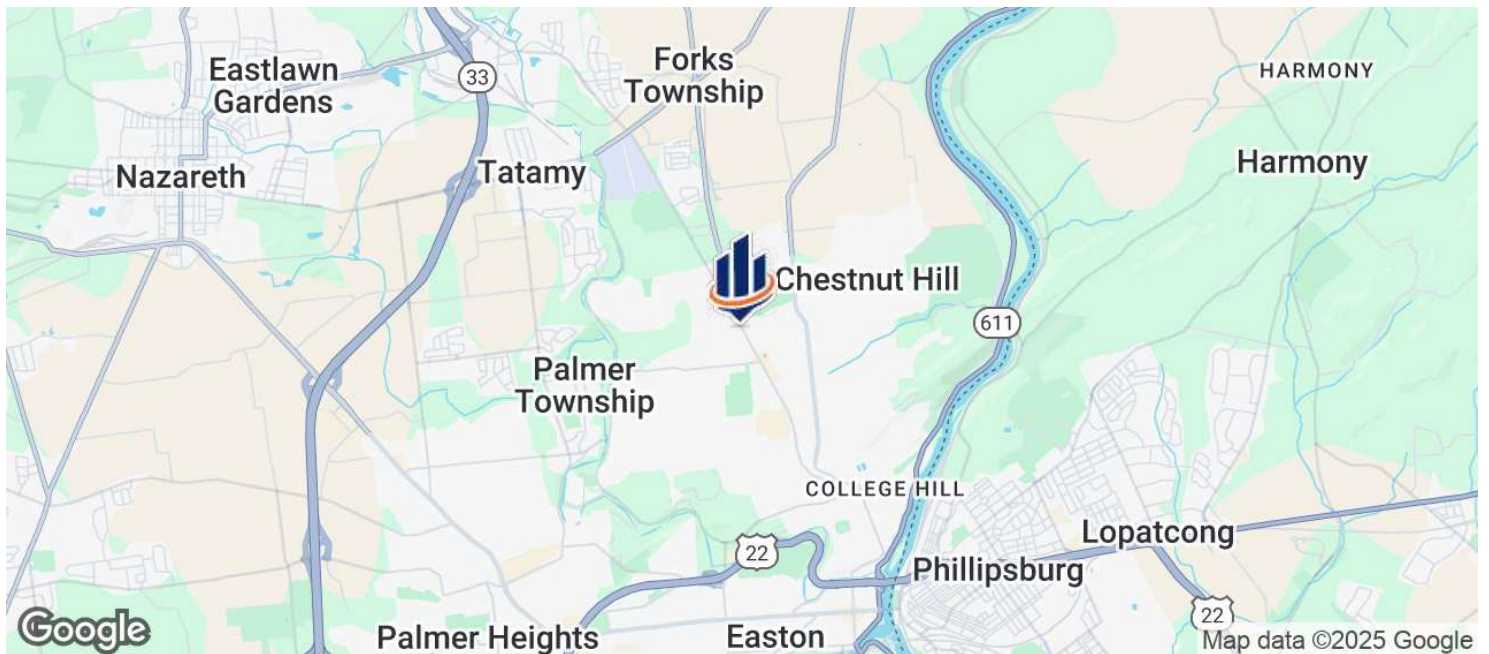 Forks
Township
HARMONY
Eastlawn
Gardens
33
Nazareth
Tatamy
Harmony
Chestnut Hill
611
Palmer
Township
COLLEGE HILL
Lopatcong
22
Phillipsburg
22
Google
Palmer Heights
Easton
Map data ©2025 Google